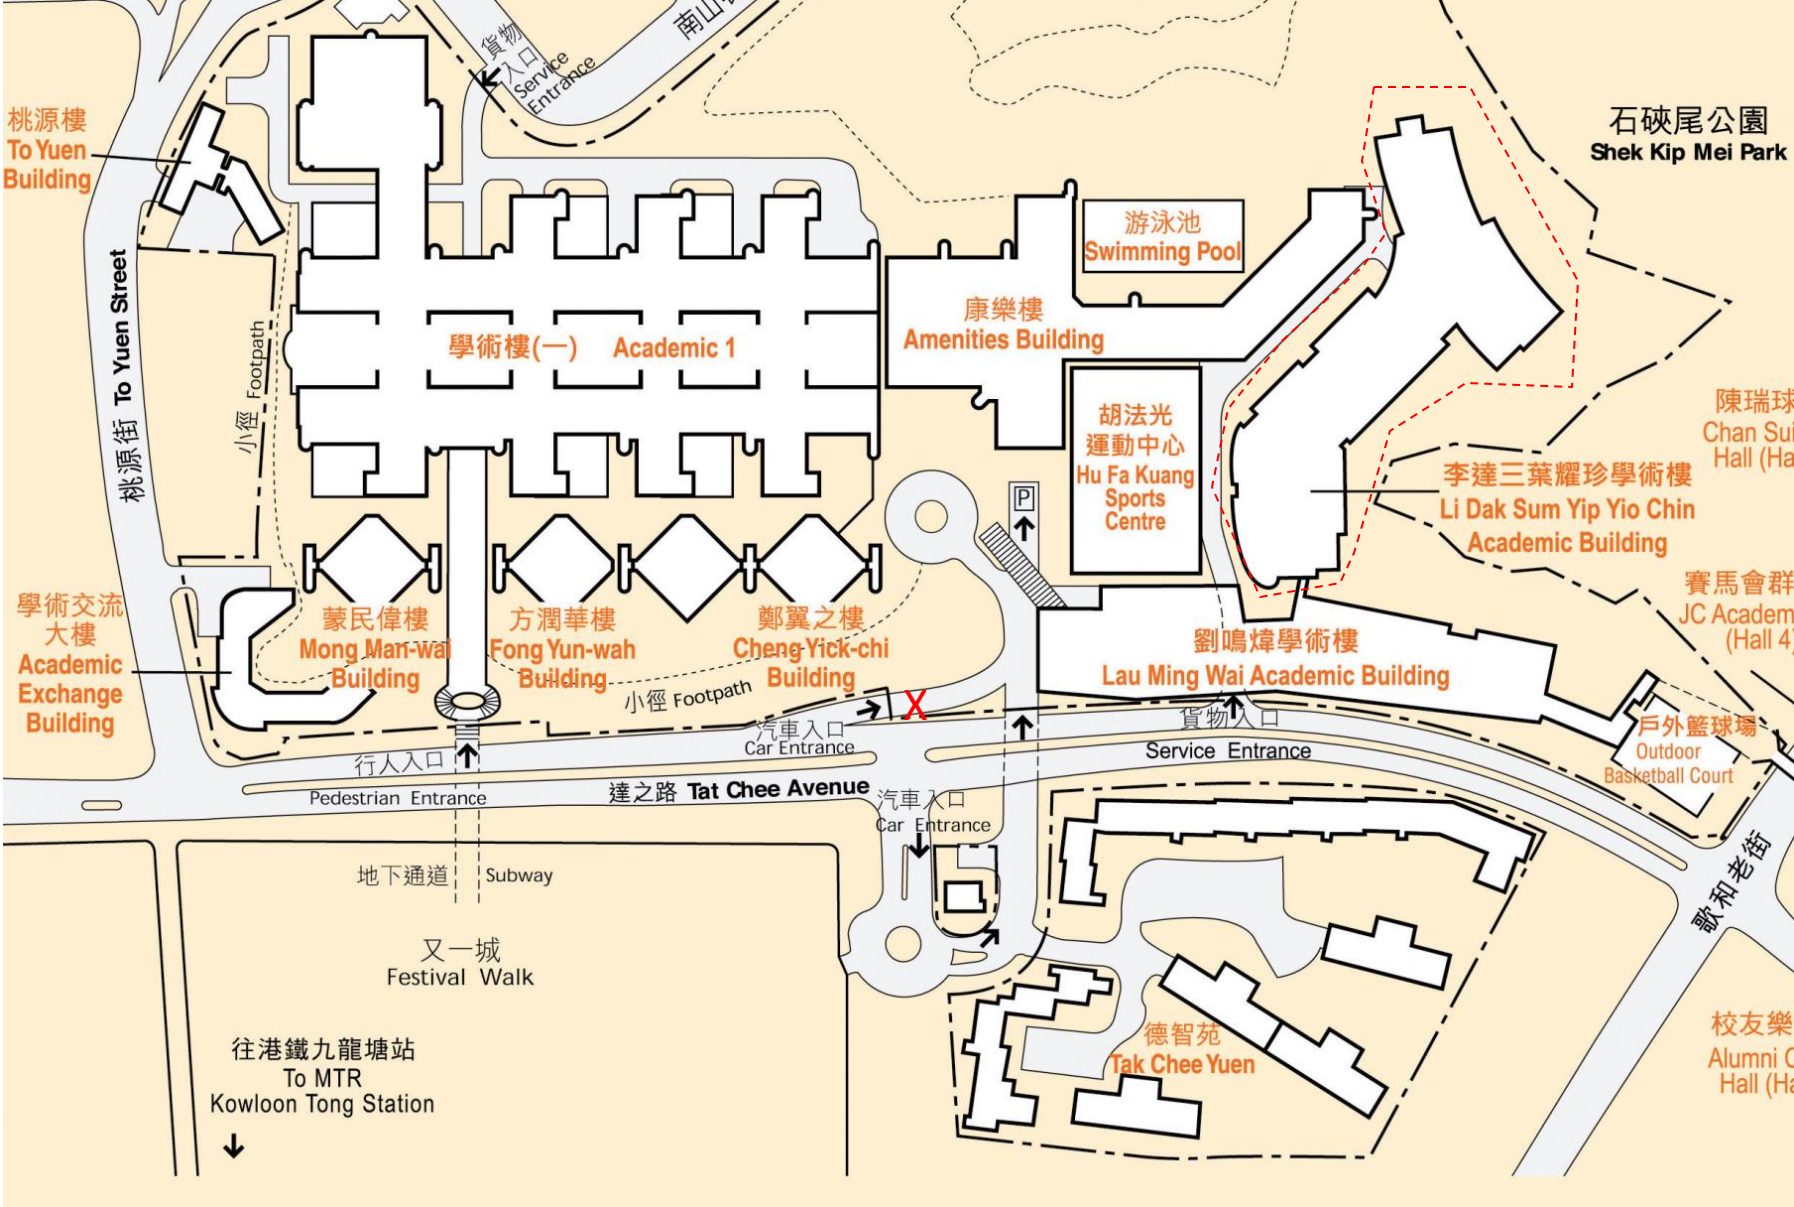 南山
貨物
入口
Service
Entrance
桃源樓
To Yuen
Building
石硤尾公園
Shek Kip Mei Park
游泳池
Swimming Pool
康樂樓
Amenities Building
學術樓(一) Academic 1
桃源街 To Yuen Street
小徑 Footpath
胡法光
運動中心
Hu Fa Kuang
Sports
Centre
P
陳瑞球
Chan Sui
Hall (Ha
李達三葉耀珍學術樓
Li Dak Sum Yip Yio Chin
Academic Building
賽馬會群
JC Academ
(Hall 4)
學術交流
大樓
Academic
Exchange
Building
蒙民偉樓
Mong Man-wai
Building
方潤華樓
Fong Yun-wah
Building
鄭翼之樓
Cheng Yick-chi
Building
劉鳴煒學術樓
Lau Ming Wai Academic Building
小徑 Footpath
X
汽車入口
Car Entrance
貨物入口
Service Entrance
戶外籃球場
Outdoor
Basketball Court
行人入口
Pedestrian Entrance
達之路 Tat Chee Avenue
汽車入口
Car Entrance
地下通道 Subway
歌和老街
又一城
Festival Walk
德智苑
Tak Chee Yuen
往港鐵九龍塘站
To MTR
Kowloon Tong Station
校友樂
Alumni C
Hall (Ha